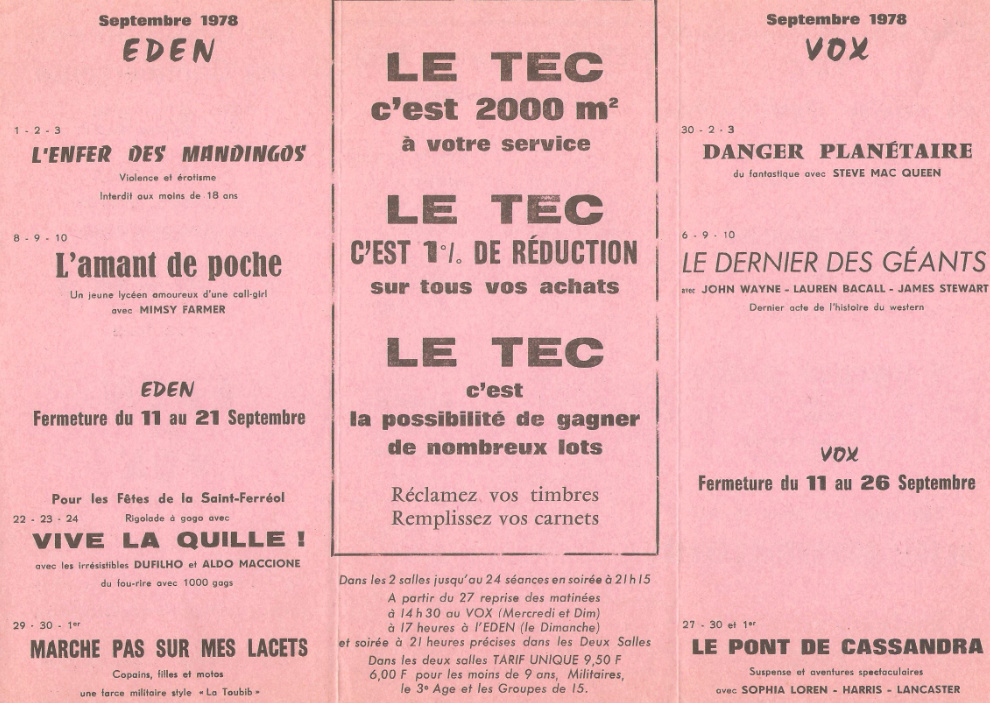 Septembre 1978
EDEN
1 - 2 - 3
L'ENFER DES MANDINGOS
Violence et érotisme
Interdit aux moins de 18 ans
8 - 9 - 10
L'amant de poche
Un jeune lycéen amoureux d'une call-girl
avec MIMSY FARMER
EDEN
Fermeture du 11 au 21 Septembre
Pour les Fêtes de la Saint-Ferréol
22 - 23 - 24 Rigolade à gogo avec
VIVE LA QUILLE !
avec les irrésistibles DUFILHO et ALDO MACCIONE
du fou-rire avec 1000 gags
29 - 30 - 1er
MARCHE PAS SUR MES LACETS
Copains, filles et motos
une farce militaire style « La Toubib »
LE TEC
c'est 2000 m²
à votre service
LE TEC
C'EST 1°/. DE RÉDUCTION
sur tous vos achats
LE TEC
c'est
la possibilité de gagner
de nombreux lots
Réclamez vos timbres
Remplissez vos carnets
Dans les 2 salles jusqu'au 24 séances en soirée à 21h15
A partir du 27 reprise des matinées
à 14h30 au VOX (Mercredi et Dim)
à 17 heures à l'EDEN (le Dimanche)
et soirée à 21 heures précises dans les Deux Salles
Dans les deux salles TARIF UNIQUE 9,50 F
6,00 F pour les moins de 9 ans, Militaires,
le 3e Age et les Groupes de 15.
Septembre 1978
VOX
30 - 2 - 3
DANGER PLANÉTAIRE
du fantastique avec STEVE MAC QUEEN
6 - 9 - 10
LE DERNIER DES GÉANTS
avec JOHN WAYNE - LAUREN BACALL - JAMES STEWART
Dernier acte de l'histoire du western
VOX
Fermeture du 11 au 26 Septembre
27 - 30 et 1er
LE PONT DE CASSANDRA
Suspense et aventures spectaculaires
avec SOPHIA LOREN - HARRIS - LANCASTER